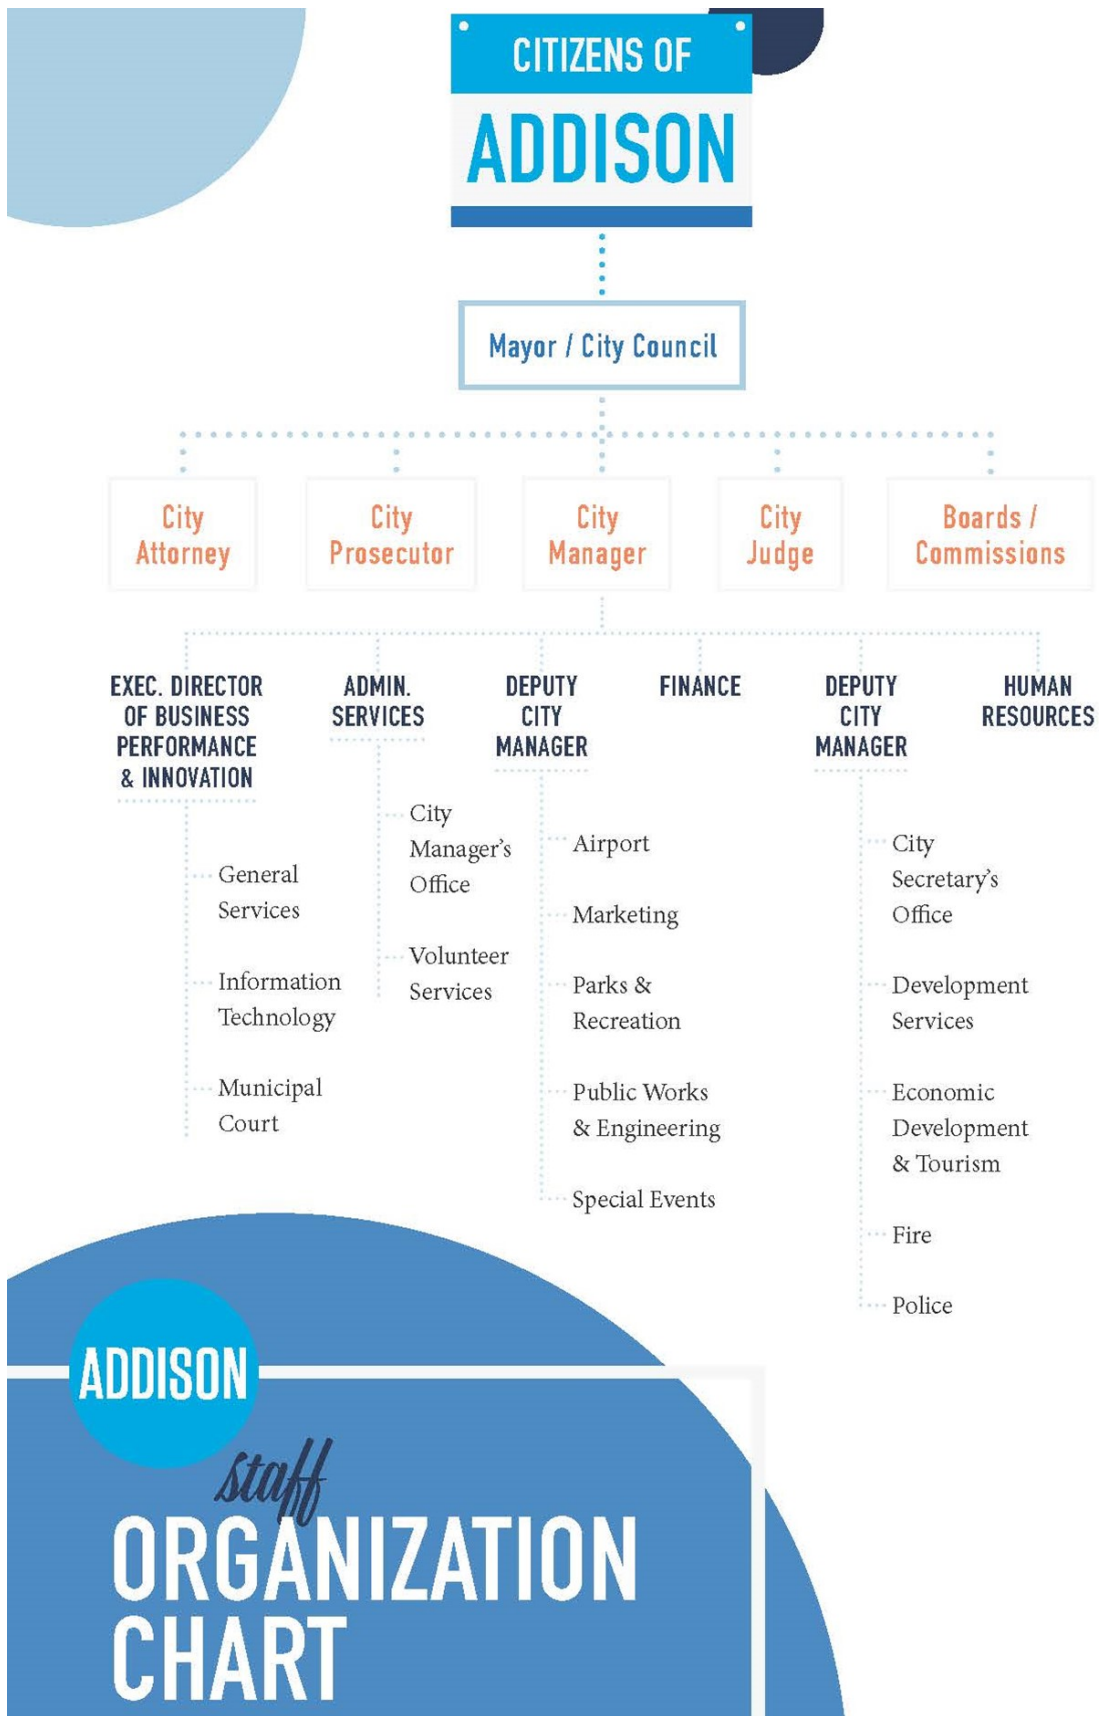 CITIZENS OF
ADDISON
Mayor / City Council
City
Attorney
City
Prosecutor
City
Manager
City
Judge
Boards /
Commissions
EXEC. DIRECTOR
OF BUSINESS
PERFORMANCE
& INNOVATION
General
Services
Information
Technology
Municipal
Court
ADMIN.
SERVICES
City
Manager's
Office
Volunteer
Services
DEPUTY
CITY
MANAGER
Airport
Marketing
Parks &
Recreation
Public Works
& Engineering
Special Events
FINANCE
DEPUTY
CITY
MANAGER
City
Secretary's
Office
Development
Services
Economic
Development
& Tourism
Fire
Police
HUMAN
RESOURCES
ADDISON
staff
ORGANIZATION
CHART